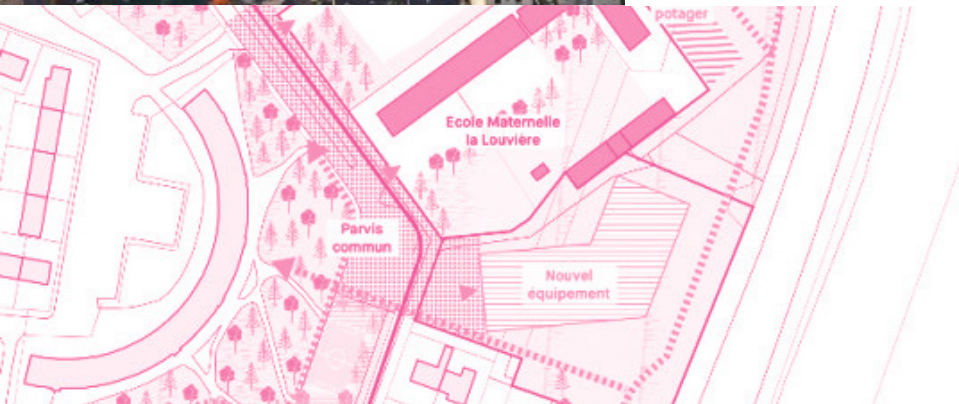 potager
Ecole Maternelle
la Louvière
Parvis
commun
Nouvel
équipement